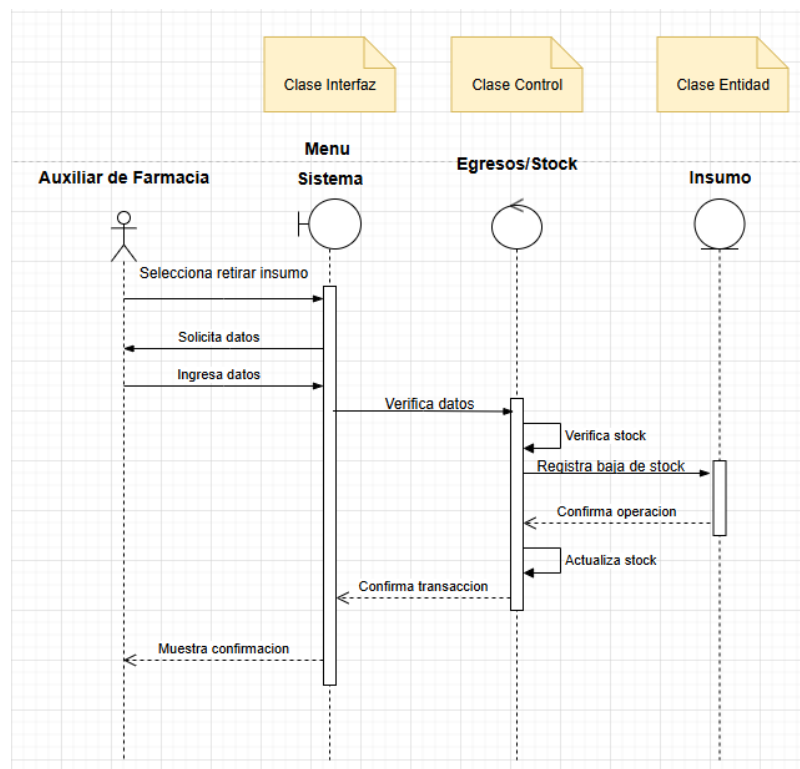 Clase Interfaz
Clase Control
Clase Entidad
Auxiliar de Farmacia
Menu
Sistema
Egresos/Stock
Insumo
Selecciona retirar insumo
Solicita datos
Ingresa datos
Verifica datos
Verifica stock
Registra baja de stock
Confirma operacion
Actualiza stock
Confirma transaccion
Muestra confirmacion